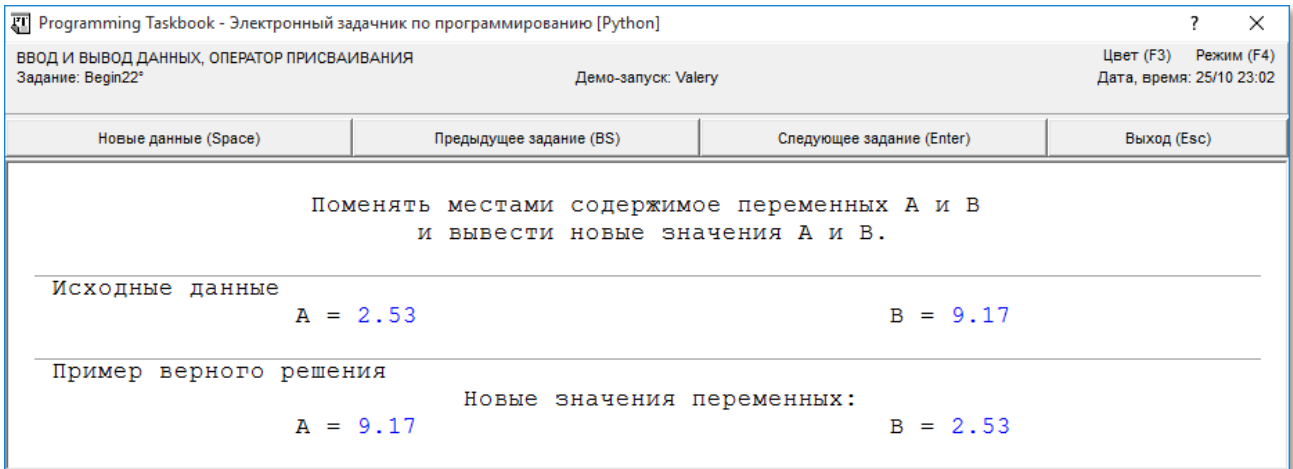 Programming Taskbook - Электронный задачник по программированию [Python] ?
ВВОД И ВЫВОД ДАННЫХ, ОПЕРАТОР ПРИСВАИВАНИЯ Цвет (F3) Режим (F4)
Задание: Begin22° Демо-запуск: Valery Дата, время: 25/10 23:02
Новые данные (Space) Предыдущее задание (BS) Следующее задание (Enter) Выход (Esc)
Поменять местами содержимое переменных A и B
и вывести новые значения A и B.
Исходные данные
A = 2.53 B = 9.17
Пример верного решения
Новые значения переменных:
A = 9.17 B = 2.53